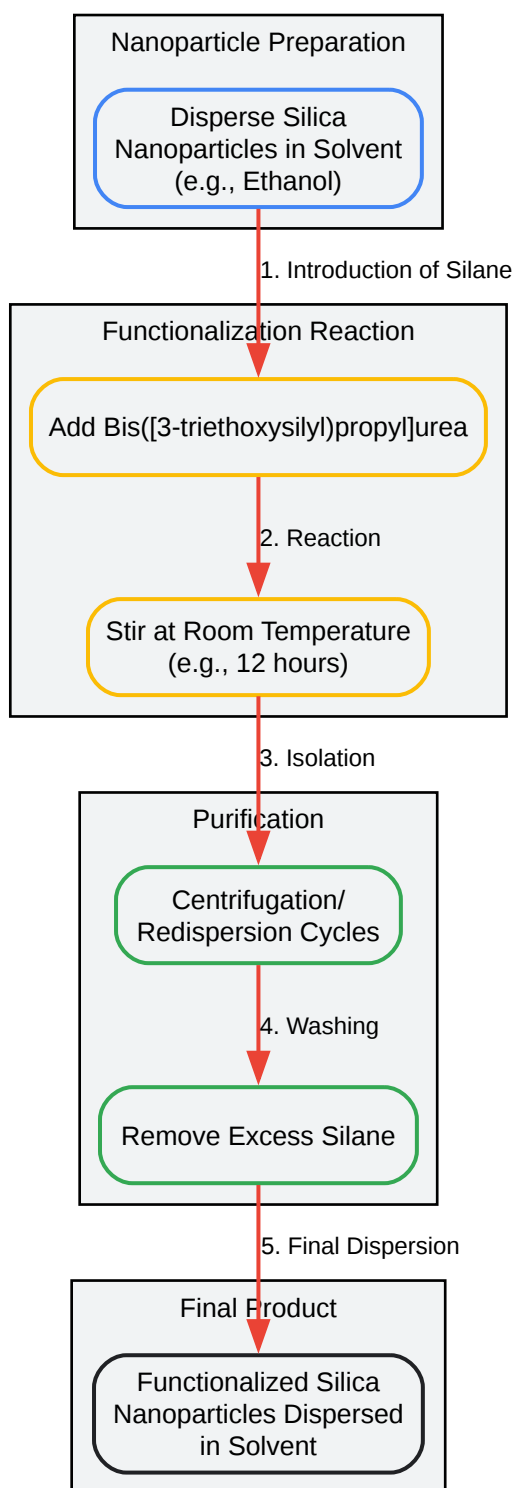 Nanoparticle Preparation
Disperse Silica
Nanoparticles in Solvent
(e.g., Ethanol)
1. Introduction of Silane
Functionalization Reaction
Add Bis([3-triethoxysilyl)propyl]urea
2. Reaction
Stir at Room Temperature
(e.g., 12 hours)
3. Isolation
Purification
Centrifugation/
Redispersion Cycles
4. Washing
Remove Excess Silane
5. Final Dispersion
Final Product
Functionalized Silica
Nanoparticles Dispersed
in Solvent